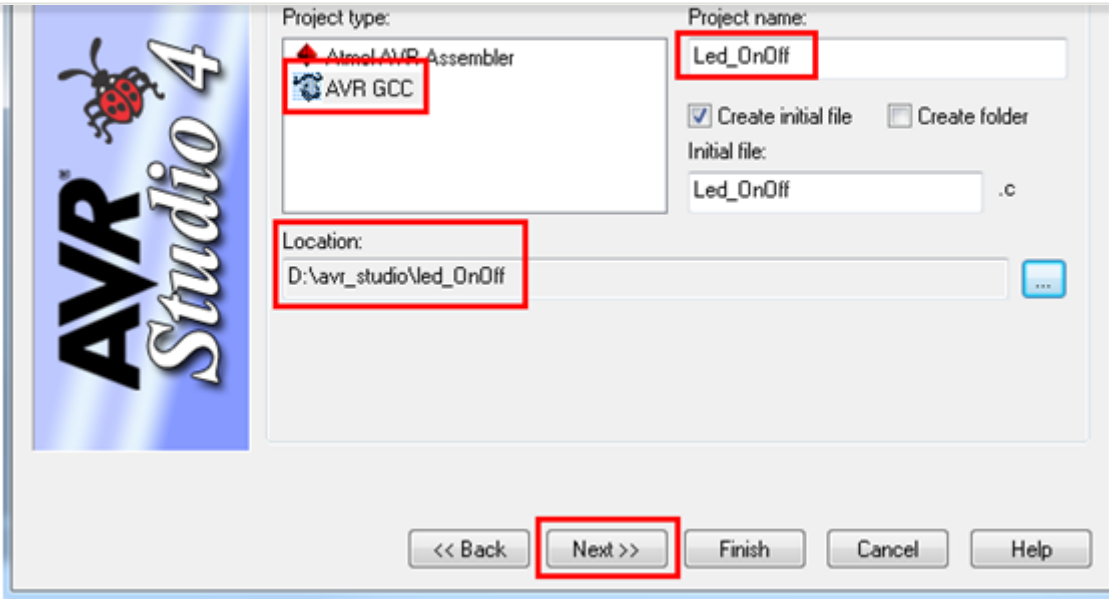 AVR
Studio 4
Project type:
Atmel AVR Assembler
AVR GCC
Project name:
Led_OnOff
Create initial file
Create folder
Initial file:
Led_OnOff
.c
Location:
D:\avr_studio\led_OnOff
...
<< Back
Next >>
Finish
Cancel
Help